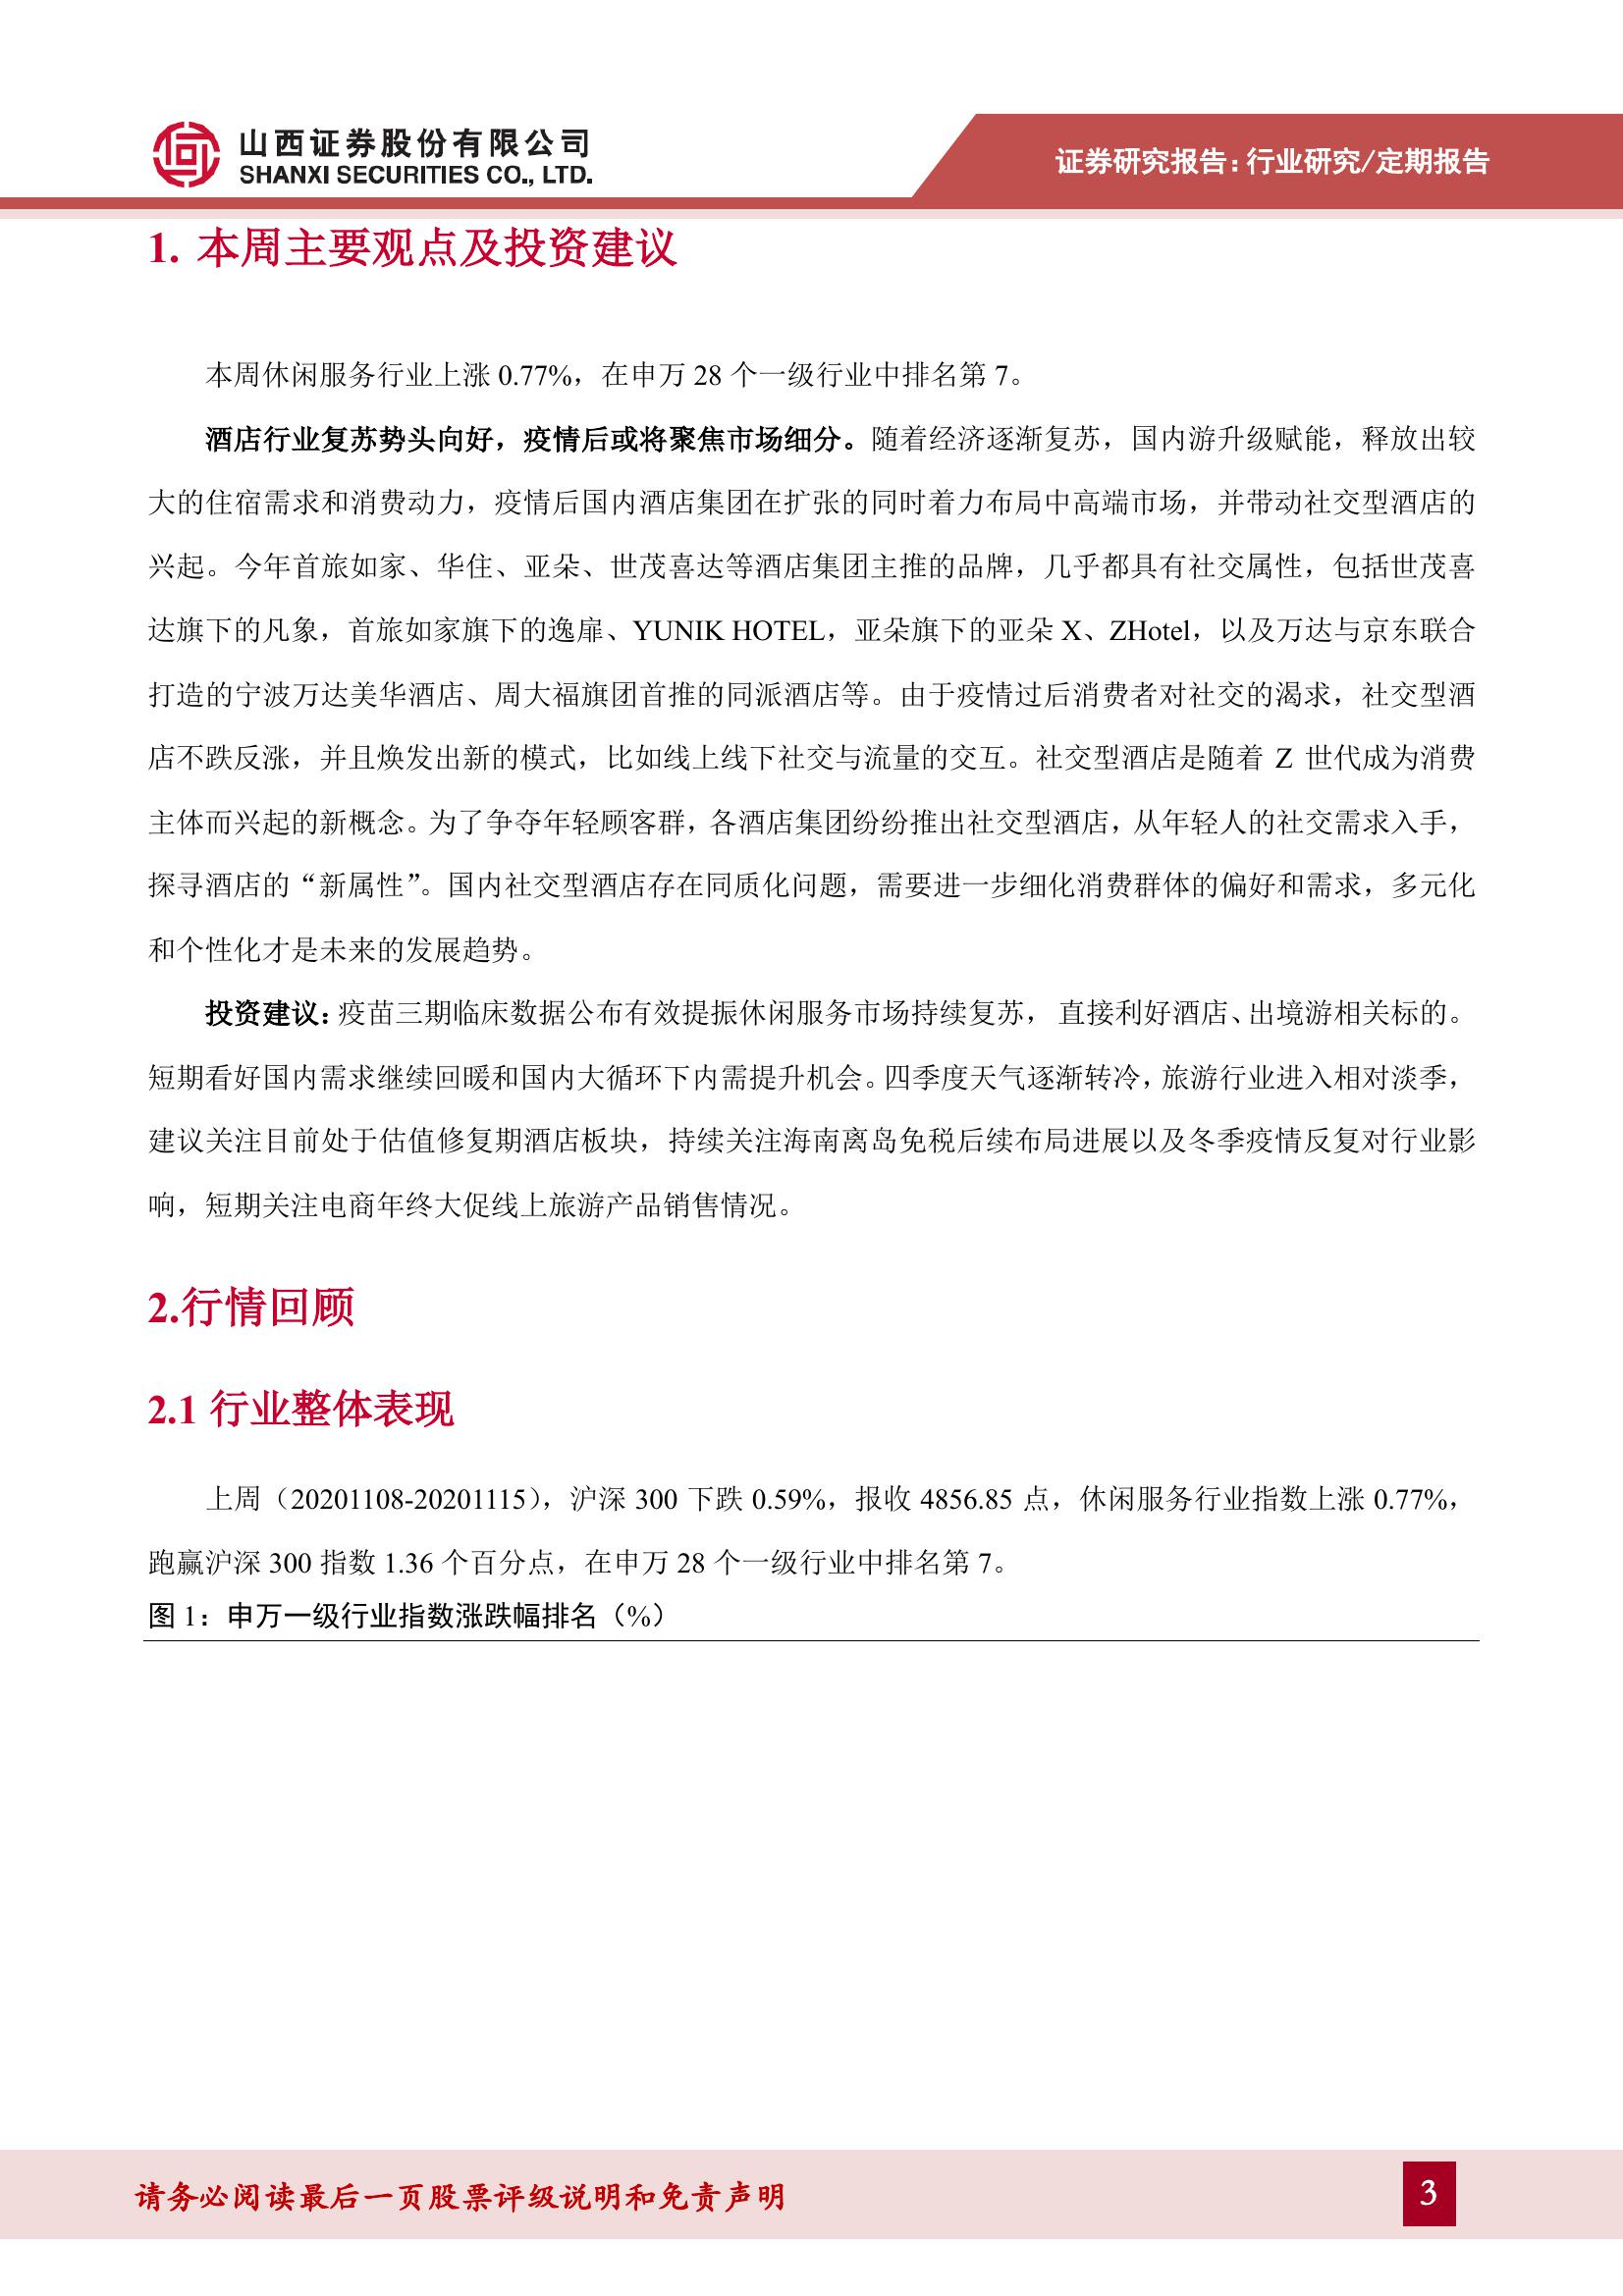 山西证券股份有限公司
SHANXI SECURITIES CO., LTD.
证券研究报告：行业研究/定期报告
1. 本周主要观点及投资建议
本周休闲服务行业上涨 0.77%，在申万 28 个一级行业中排名第 7。
酒店行业复苏势头向好，疫情后或将聚焦市场细分。随着经济逐渐复苏，国内游升级赋能，释放出较
大的住宿需求和消费动力，疫情后国内酒店集团在扩张的同时着力布局中高端市场，并带动社交型酒店的
兴起。今年首旅如家、华住、亚朵、世茂喜达等酒店集团主推的品牌，几乎都具有社交属性，包括世茂喜
达旗下的凡象，首旅如家旗下的逸扉、YUNIK HOTEL，亚朵旗下的亚朵 X、ZHotel，以及万达与京东联合
打造的宁波万达美华酒店、周大福旗团首推的同派酒店等。由于疫情过后消费者对社交的渴求，社交型酒
店不跌反涨，并且焕发出新的模式，比如线上线下社交与流量的交互。社交型酒店是随着 Z 世代成为消费
主体而兴起的新概念。为了争夺年轻顾客群，各酒店集团纷纷推出社交型酒店，从年轻人的社交需求入手，
探寻酒店的“新属性”。国内社交型酒店存在同质化问题，需要进一步细化消费群体的偏好和需求，多元化
和个性化才是未来的发展趋势。
投资建议：疫苗三期临床数据公布有效提振休闲服务市场持续复苏， 直接利好酒店、出境游相关标的。
短期看好国内需求继续回暖和国内大循环下内需提升机会。四季度天气逐渐转冷，旅游行业进入相对淡季，
建议关注目前处于估值修复期酒店板块，持续关注海南离岛免税后续布局进展以及冬季疫情反复对行业影
响，短期关注电商年终大促线上旅游产品销售情况。
2.行情回顾
2.1 行业整体表现
上周（20201108-20201115），沪深 300 下跌 0.59%，报收 4856.85 点，休闲服务行业指数上涨 0.77%，
跑赢沪深 300 指数 1.36 个百分点，在申万 28 个一级行业中排名第 7。
图 1：申万一级行业指数涨跌幅排名（%）
请务必阅读最后一页股票评级说明和免责声明
3